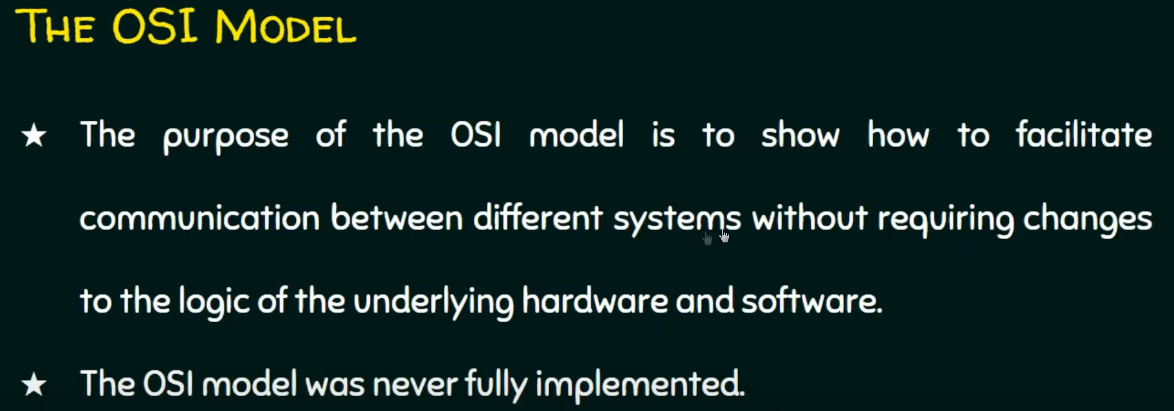 THE OSI MODEL
★ The purpose of the OSI model is to show how to facilitate
communication between different systems without requiring changes
to the logic of the underlying hardware and software.
★ The OSI model was never fully implemented.